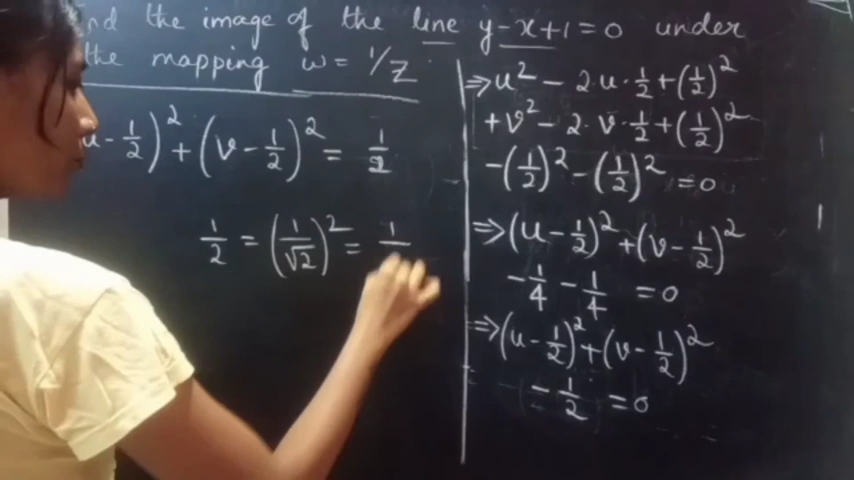 nd the image of the line y-x+1=0 under
the mapping w= 1/Z
u-1/2)²+(v-1/2)²=1/2
1/2=(1/√2)²=1
⇒u²-2·u·1/2+(1/2)²
+v²-2·v·1/2+(1/2)²
-(1/2)²-(1/2)²=0
⇒(u-1/2)²+(v-1/2)²
-1/4-1/4=0
⇒(u-1/2)²+(v-1/2)²
-1/2=0